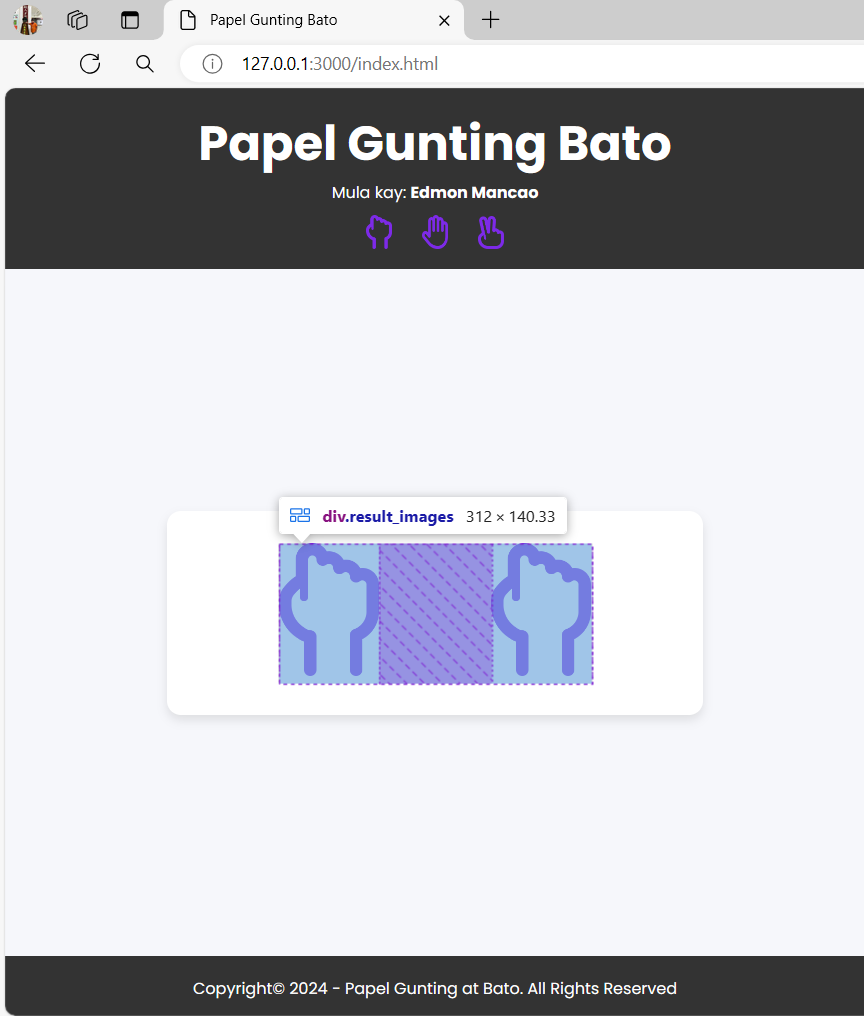 Papel Gunting Bato
127.0.0.1:3000/index.html
Papel Gunting Bato
Mula kay: Edmon Mancao
div.result_images 312 × 140.33
Copyright© 2024 - Papel Gunting at Bato. All Rights Reserved